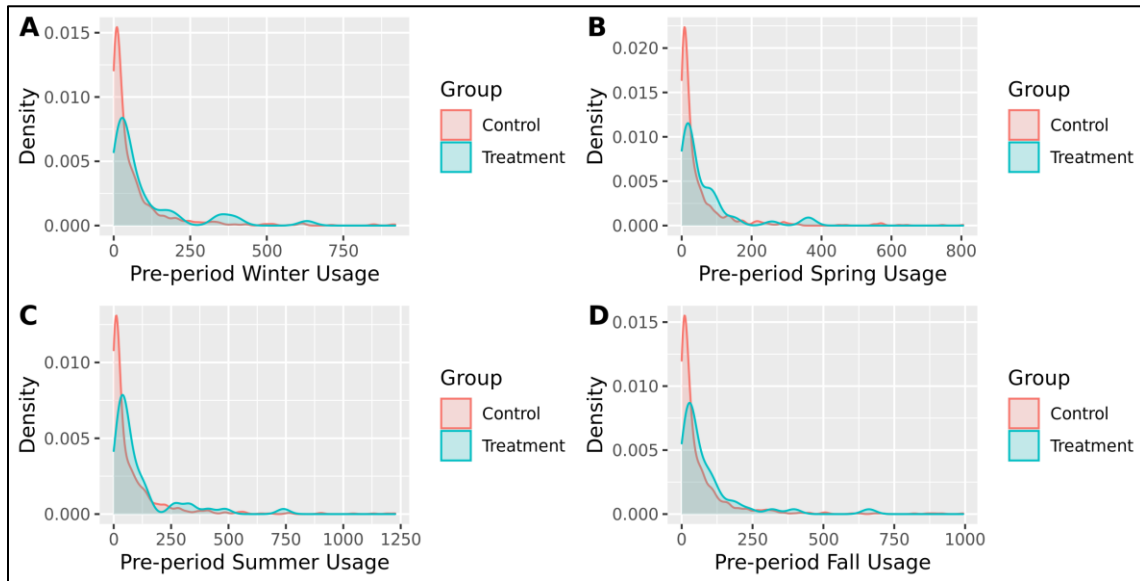 A
0.015
0.010
0.005
0.000
Density
0
250
500
750
Pre-period Winter Usage
Group
Control
Treatment
B
0.020
0.015
0.010
0.005
0.000
Density
0
200
400
600
800
Pre-period Spring Usage
Group
Control
Treatment
C
0.010
0.005
0.000
Density
0
250
500
750
1000
1250
Pre-period Summer Usage
Group
Control
Treatment
D
0.015
0.010
0.005
0.000
Density
0
250
500
750
1000
Pre-period Fall Usage
Group
Control
Treatment